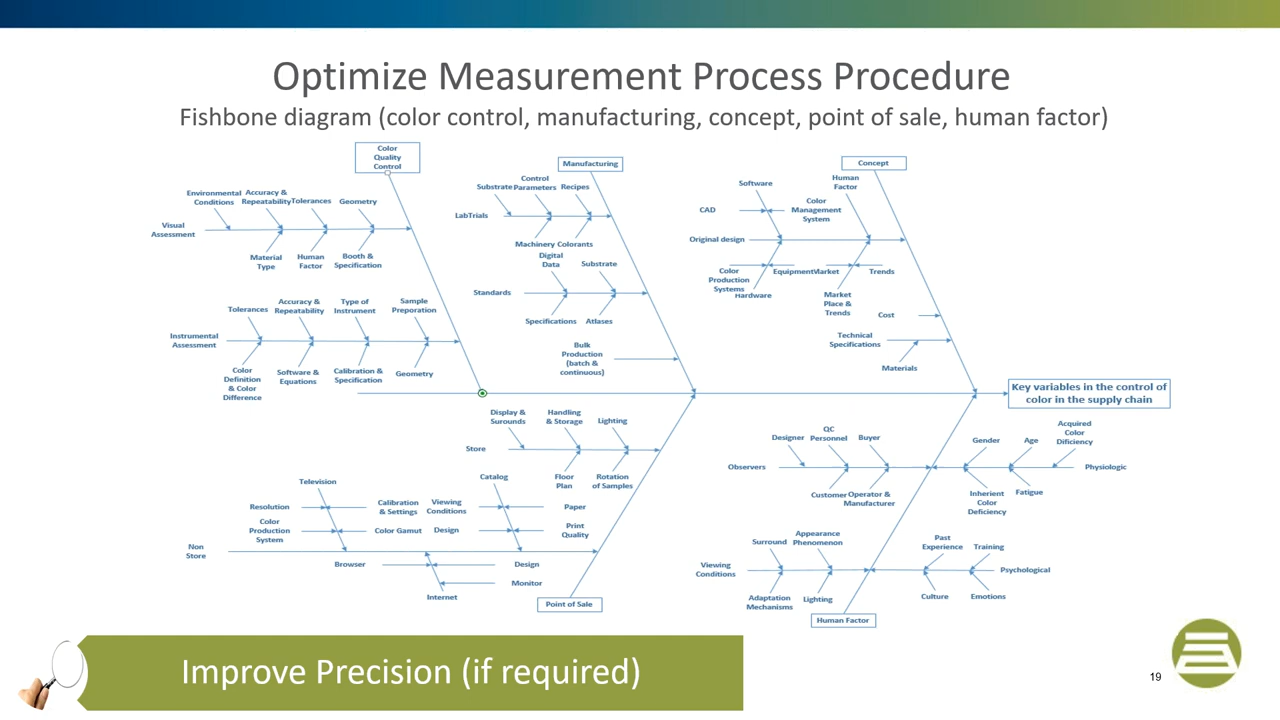 Optimize Measurement Process Procedure
Fishbone diagram (color control, manufacturing, concept, point of sale, human factor)
Color
Quality
Control
Environmental
Conditions
Accuracy &
Repeatability
Tolerances
Geometry
Visual
Assessment
Material
Type
Human
Factor
Booth &
Specification
Tolerances
Accuracy &
Repeatability
Type of
Instrument
Sample
Preporation
Instrumental
Assessment
Color
Definition
& Color
Difference
Software &
Equations
Calibration &
Specification
Geometry
Manufacturing
Substrate
Control
Parameters
Recipes
LabTrials
Machinery
Colorants
Digital
Data
Substrate
Standards
Specifications
Atlases
Bulk
Production
(batch &
continuous)
Concept
Software
Human
Factor
CAD
Color
Management
System
Original design
Color
Production
Systems
Equipment
Market
Trends
Hardware
Market
Place &
Trends
Cost
Technical
Specifications
Materials
Key variables in the control of
color in the supply chain
Display &
Surounds
Handling
& Storage
Lighting
Store
Floor
Plan
Rotation
of Samples
Television
Catalog
Resolution
Calibration
& Settings
Viewing
Conditions
Paper
Color
Production
System
Color Gamut
Design
Print
Quality
Non
Store
Browser
Design
Monitor
Internet
Point of Sale
Designer
QC
Personnel
Buyer
Observers
Customer
Operator &
Manufacturer
Gender
Age
Acquired
Color
Dificiency
Physiologic
Inherient
Color
Deficiency
Fatigue
Surround
Appearance
Phenomenon
Viewing
Conditions
Adaptation
Mechanisms
Lighting
Past
Experience
Training
Psychological
Culture
Emotions
Human Factor
Improve Precision (if required)
19